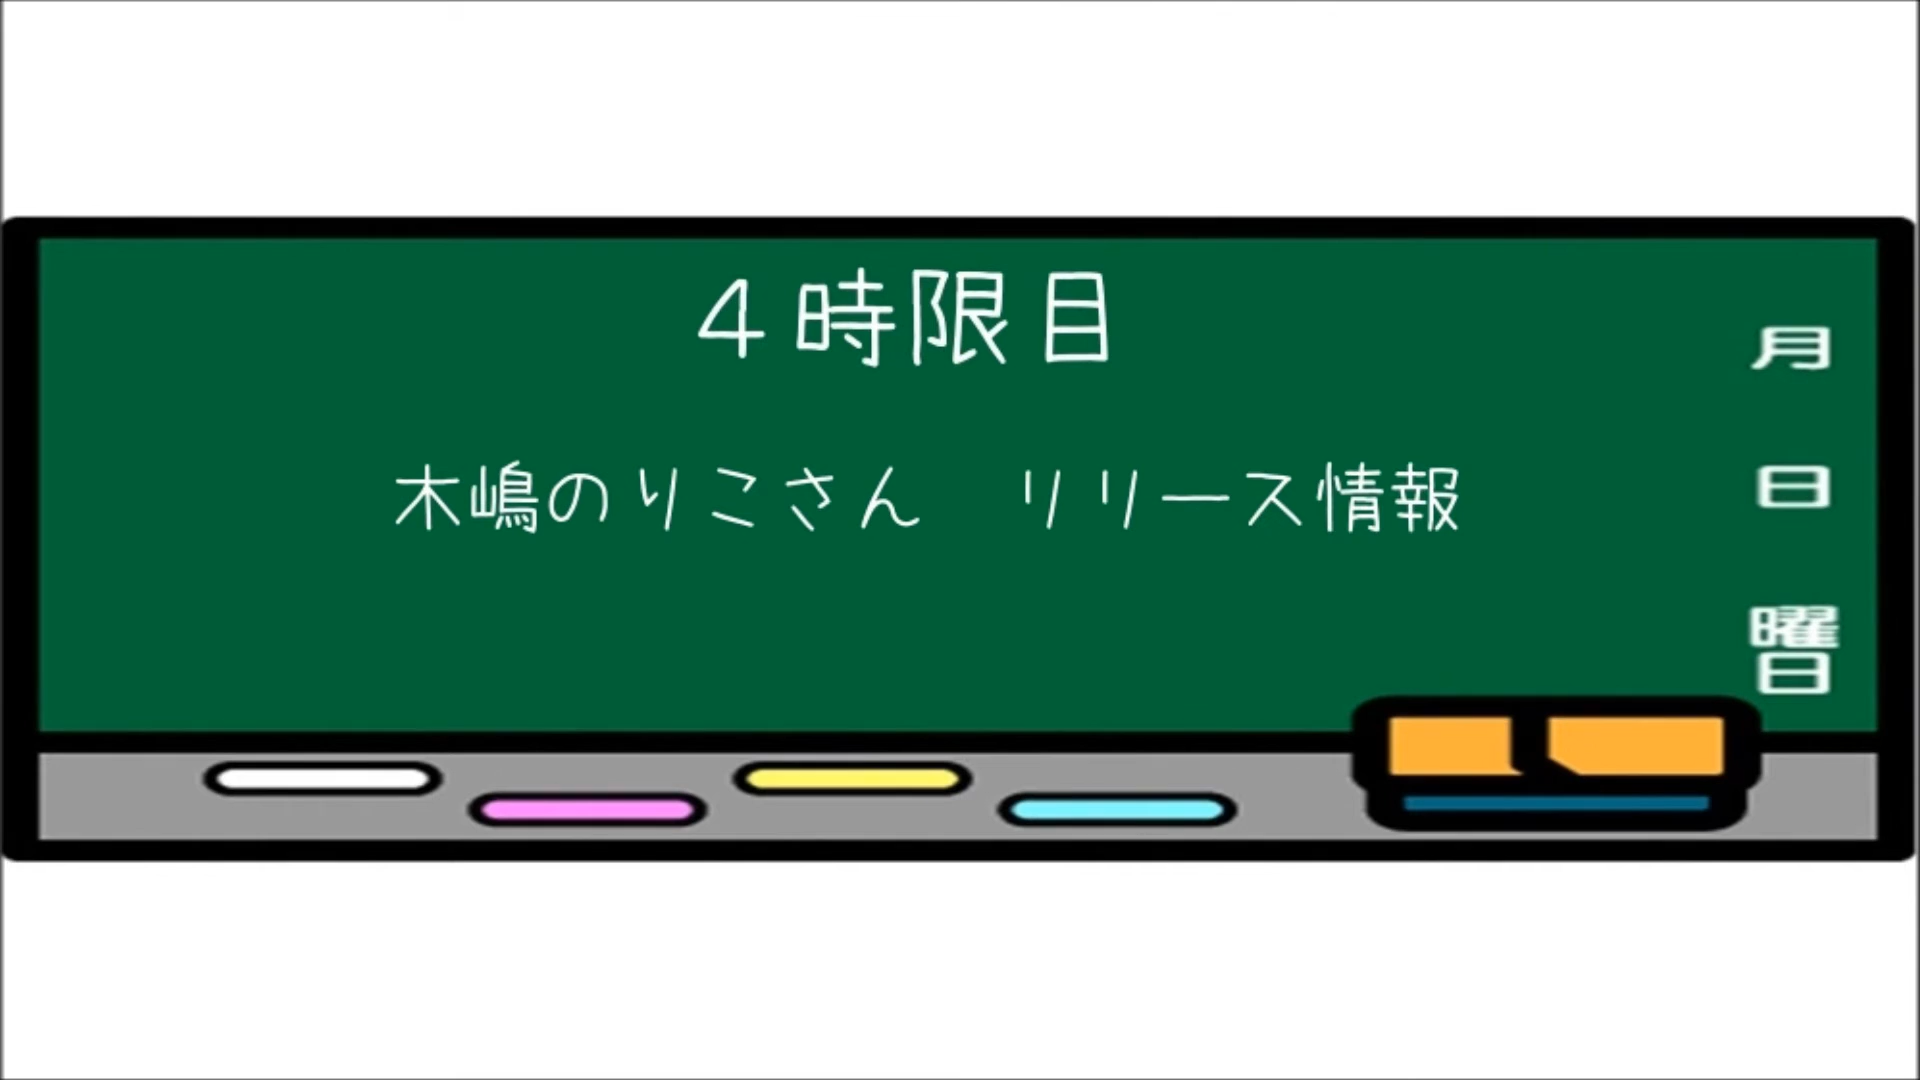 ４時限目
木嶋のりこさん　リリース情報
月
日
曜日